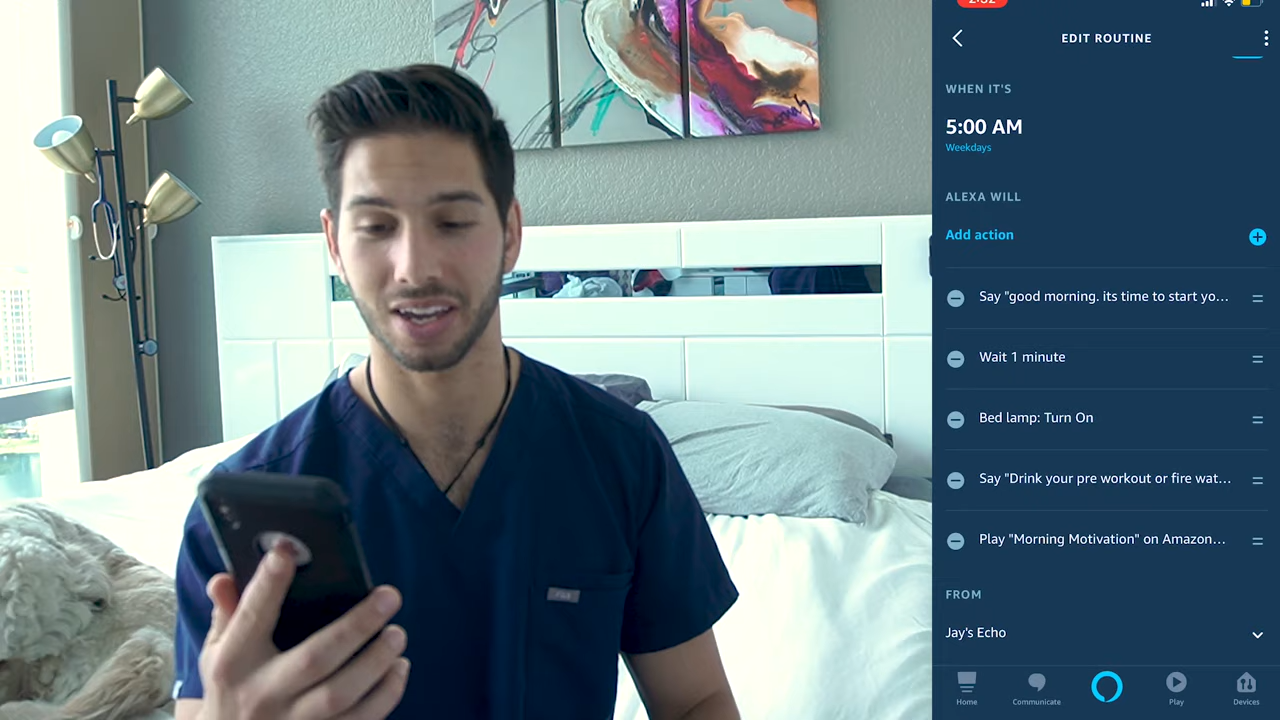 2:52
EDIT ROUTINE
WHEN IT'S
5:00 AM
Weekdays
ALEXA WILL
Add action
Say "good morning. its time to start yo...
Wait 1 minute
Bed lamp: Turn On
Say "Drink your pre workout or fire wat...
Play "Morning Motivation" on Amazon...
FROM
Jay's Echo
Home
Communicate
Play
Devices